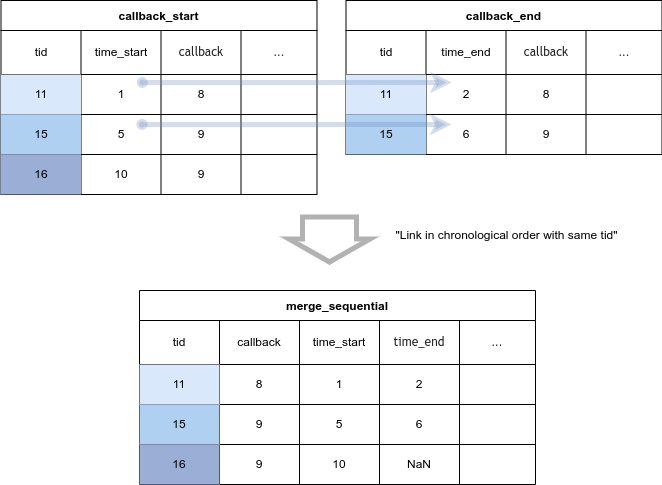 callback_start
tid time_start callback ...
11 1 8
15 5 9
16 10 9
callback_end
tid time_end callback ...
11 2 8
15 6 9
"Link in chronological order with same tid"
merge_sequential
tid callback time_start time_end ...
11 8 1 2
15 9 5 6
16 9 10 NaN